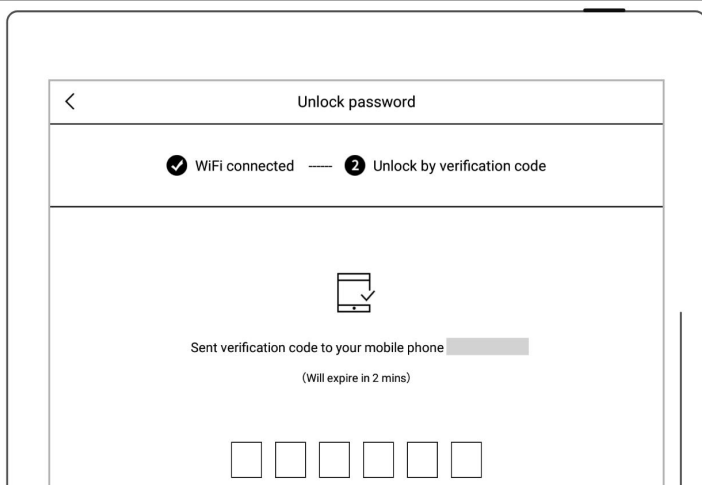 Unlock password
WiFi connected ------ 2 Unlock by verification code
Sent verification code to your mobile phone
(Will expire in 2 mins)